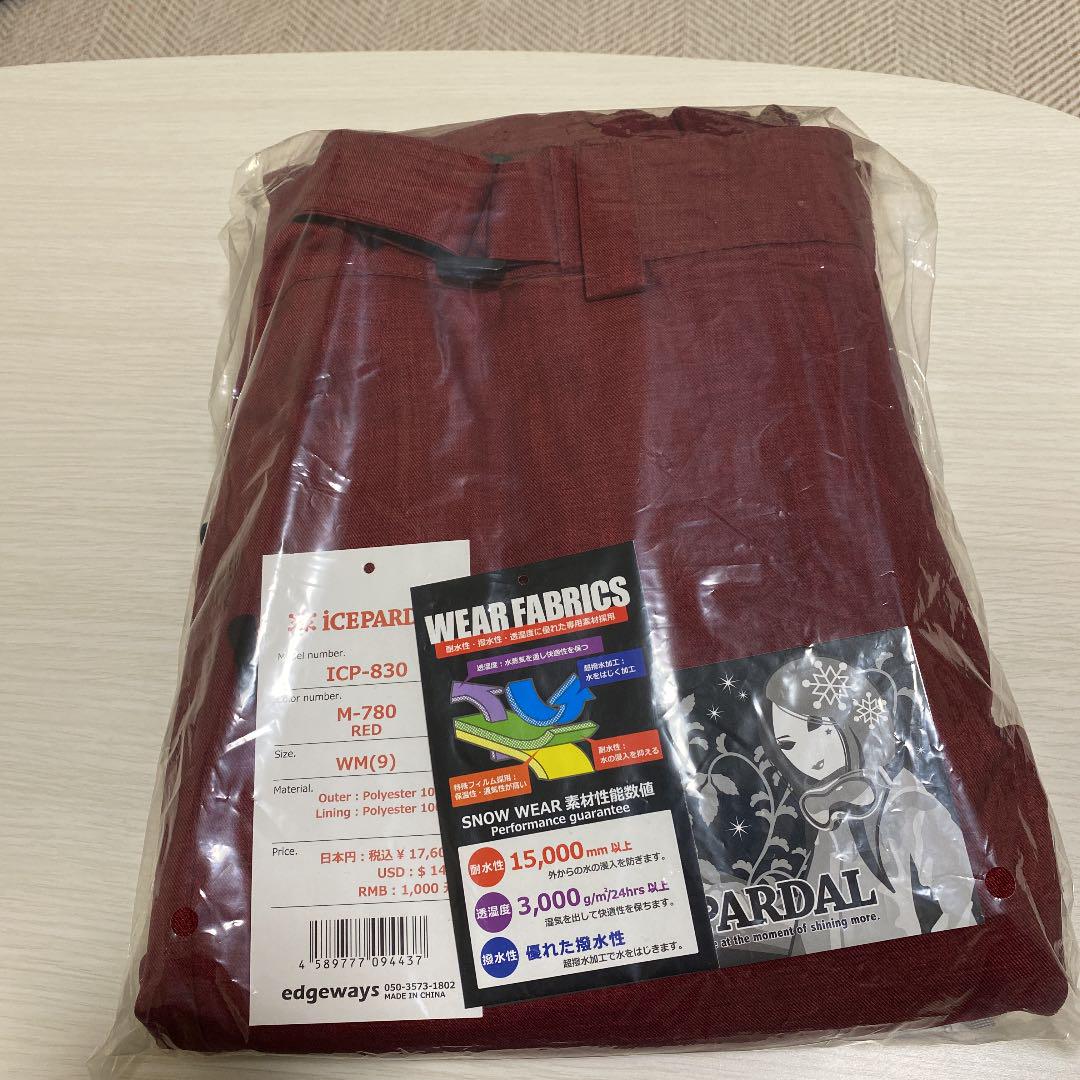 iCEPARD
Model number.
ICP-830
Color number.
M-780
RED
Size.
WM(9)
Material.
Outer : Polyester 10
Lining : Polyester 10
Price.
日本円 : 税込 ¥ 17,60
USD : $ 14
RMB : 1,000
4 589777 094437
edgeways 050-3573-1802
MADE IN CHINA
WEAR FABRICS
耐水性・撥水性・透湿度に優れた専用素材採用
透湿度 : 水蒸気を通し快適性を保つ
超撥水加工 :
水をはじく加工
耐水性 :
水の浸入を抑える
特殊フィルム採用 :
保温性・通気性が高い
SNOW WEAR 素材性能数値
Performance guarantee
耐水性 15,000 mm 以上
外からの水の浸入を防ぎます。
透湿度 3,000 g/㎡/24hrs 以上
湿気を出して快適性を保ちます。
撥水性 優れた撥水性
超撥水加工で水をはじきます。
PARDAL
e at the moment of shining more.